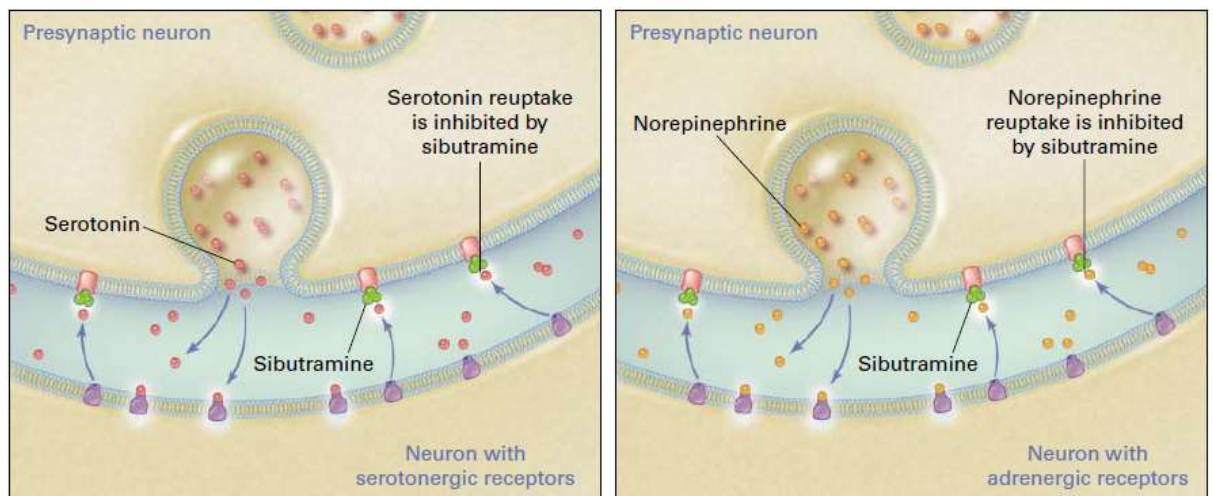 Presynaptic neuron
Serotonin reuptake
is inhibited by
sibutramine
Serotonin
Sibutramine
Neuron with
serotonergic receptors
Presynaptic neuron
Norepinephrine
reuptake is inhibited
by sibutramine
Norepinephrine
Sibutramine
Neuron with
adrenergic receptors